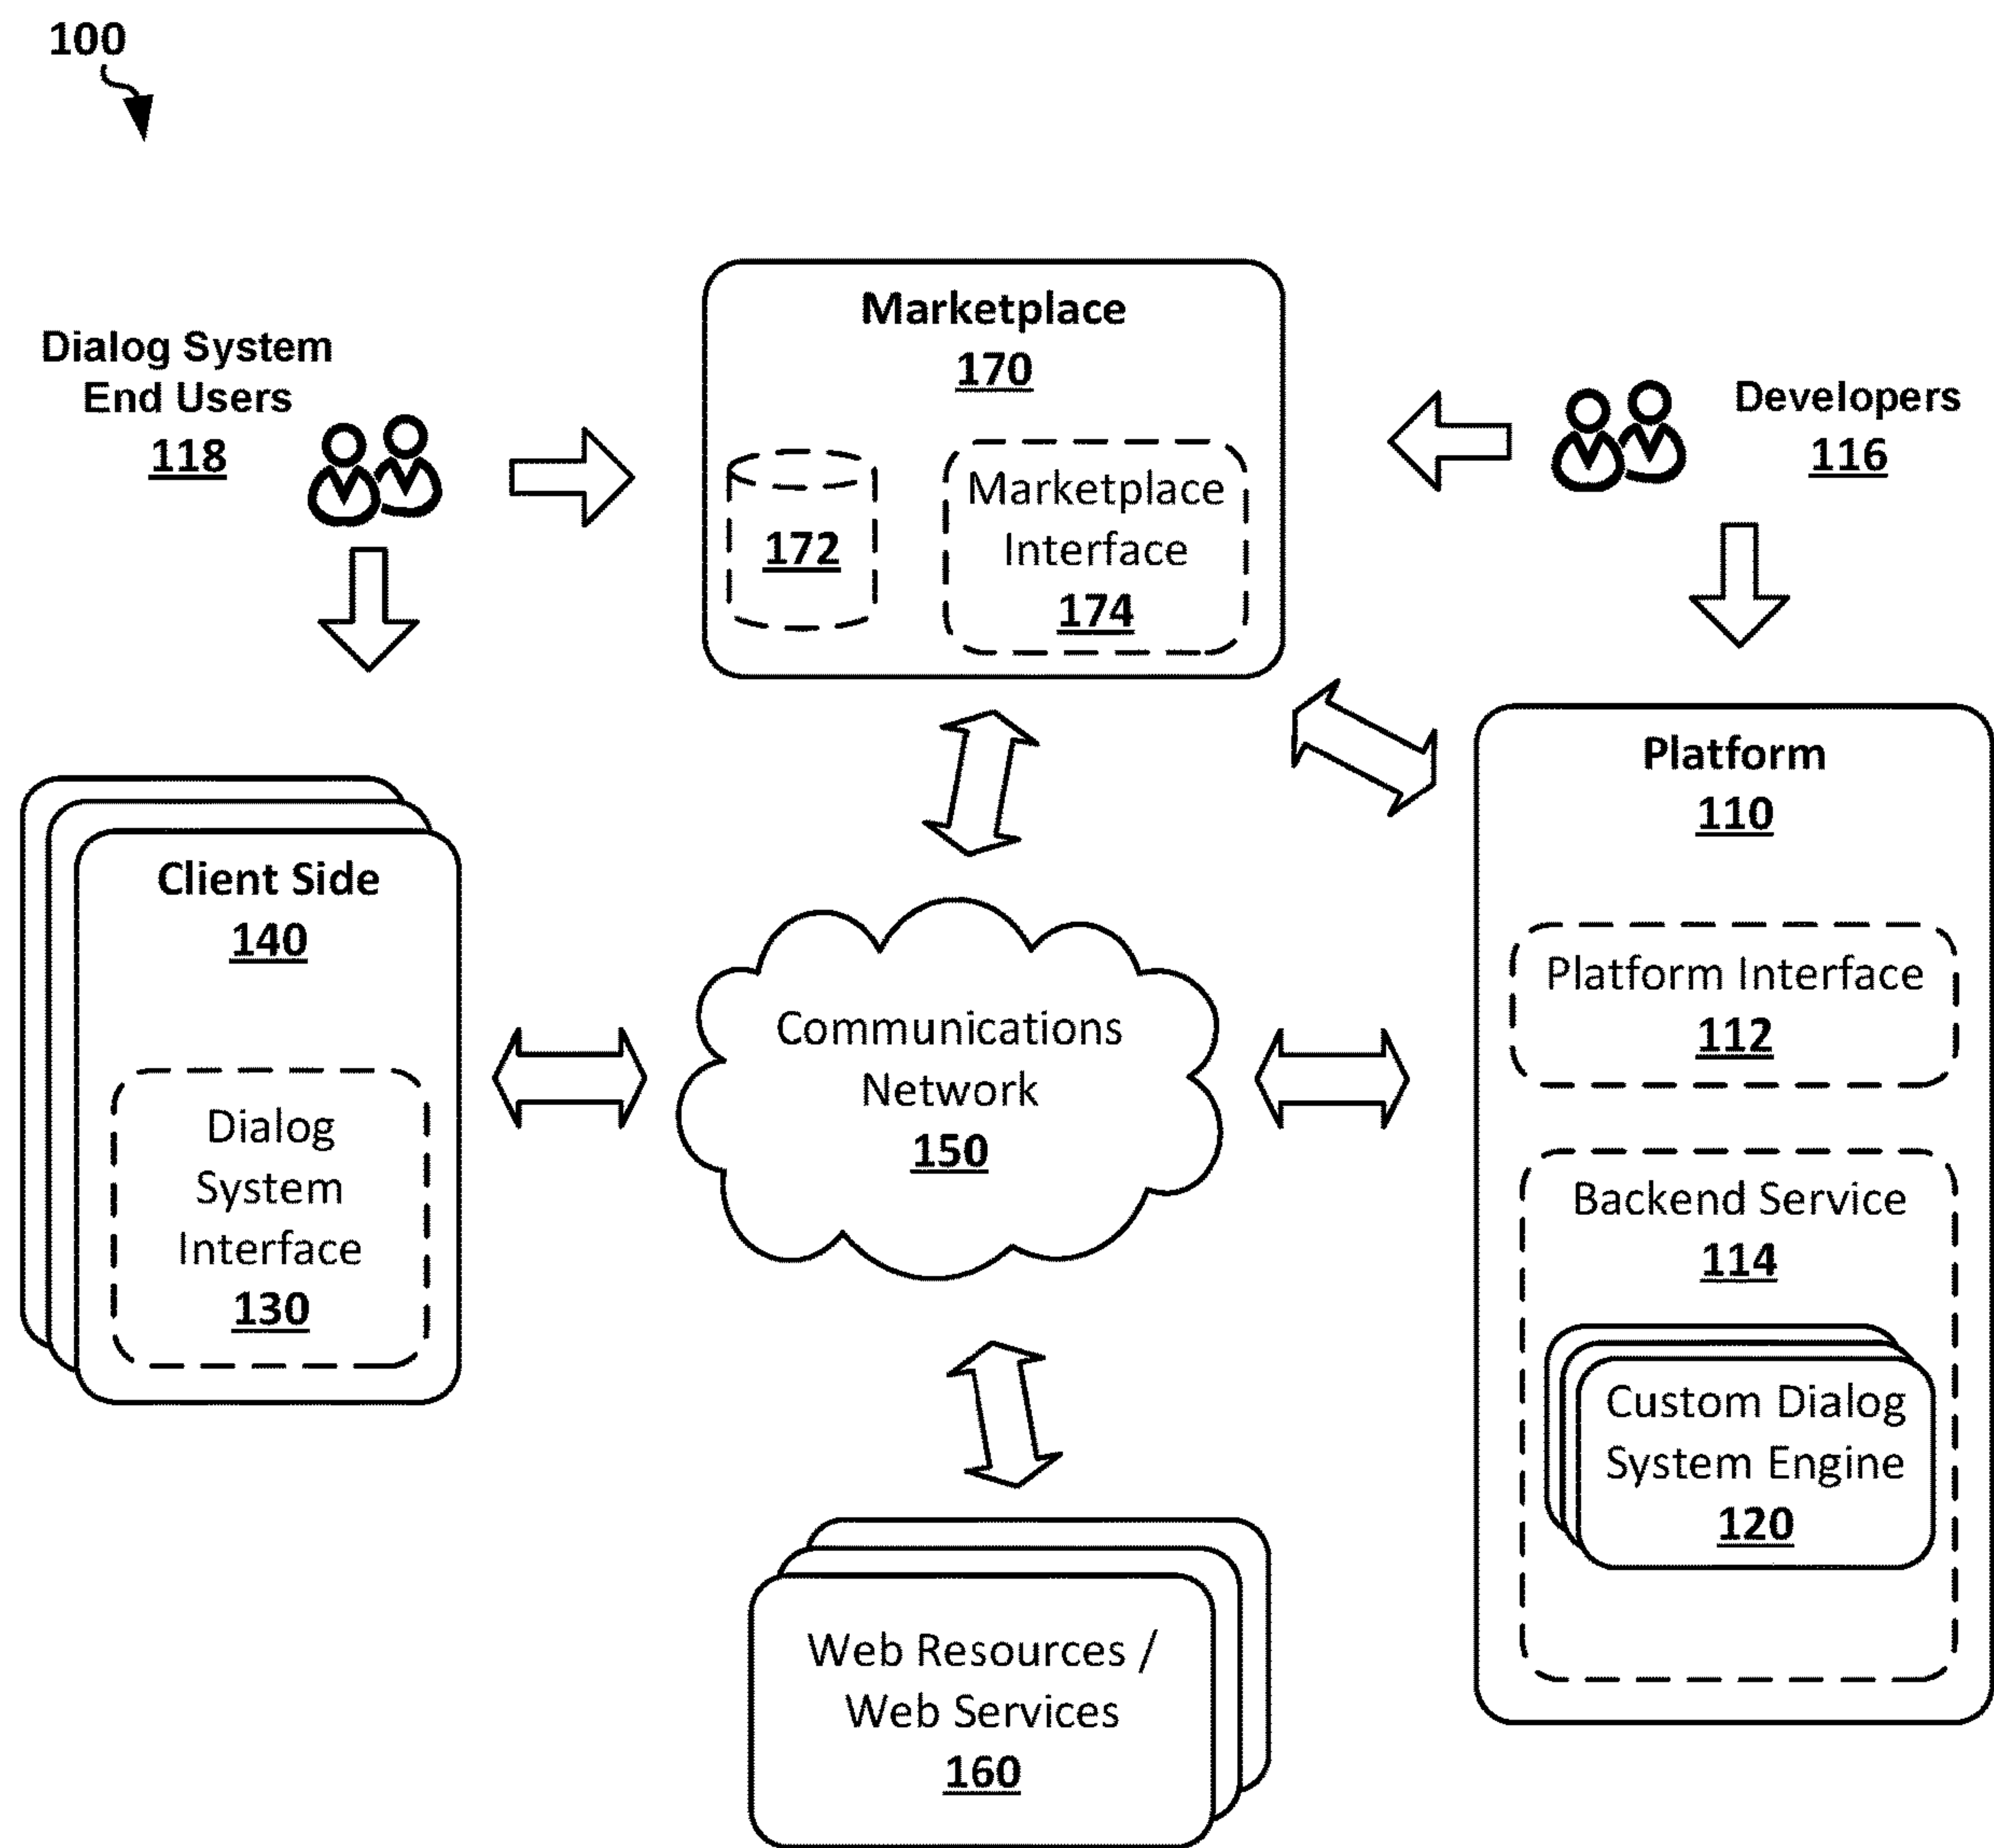 100
Marketplace
170
172
Marketplace
Interface
174
Dialog System
End Users
118
Developers
116
Client Side
140
Dialog
System
Interface
130
Communications
Network
150
Platform
110
Platform Interface
112
Backend Service
114
Custom Dialog
System Engine
120
Web Resources /
Web Services
160